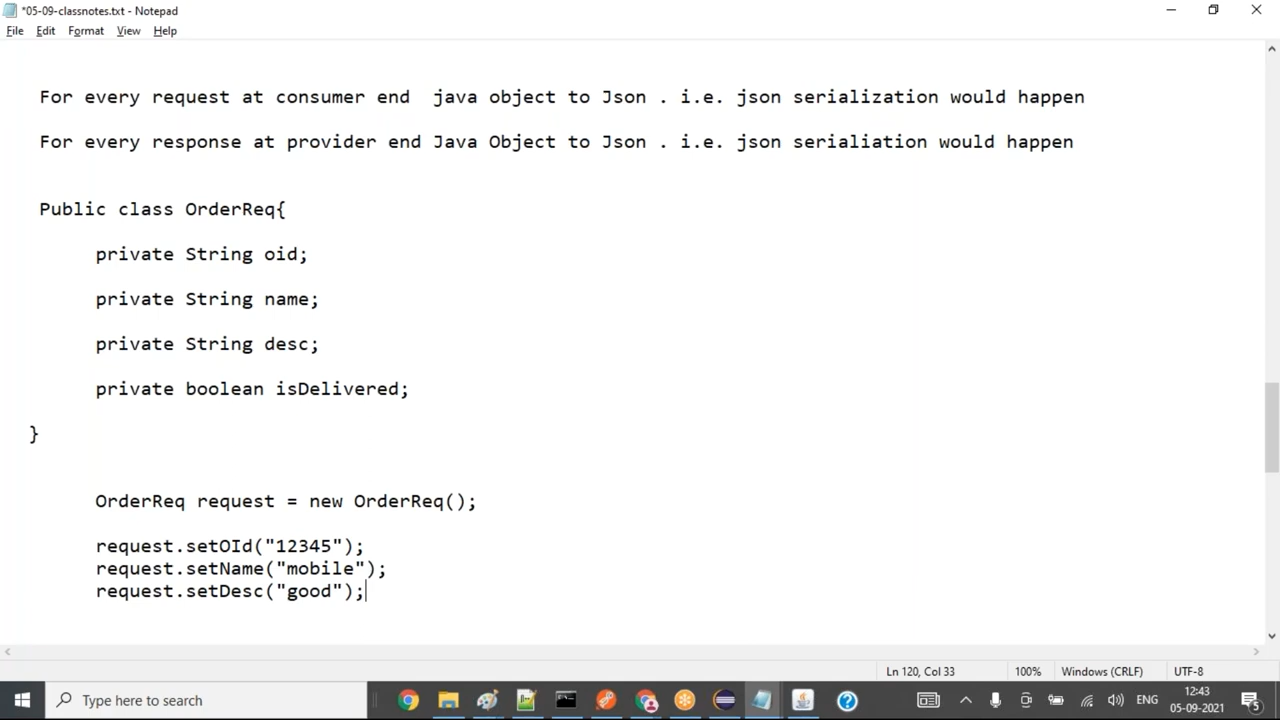 *05-09-classnotes.txt - Notepad
File Edit Format View Help
For every request at consumer end  java object to Json . i.e. json serialization would happen
For every response at provider end Java Object to Json . i.e. json serialiation would happen
Public class OrderReq{
private String oid;
private String name;
private String desc;
private boolean isDelivered;
}
OrderReq request = new OrderReq();
request.setOId("12345");
request.setName("mobile");
request.setDesc("good");
Ln 120, Col 33 100% Windows (CRLF) UTF-8
Type here to search
ENG
12:43
05-09-2021
5